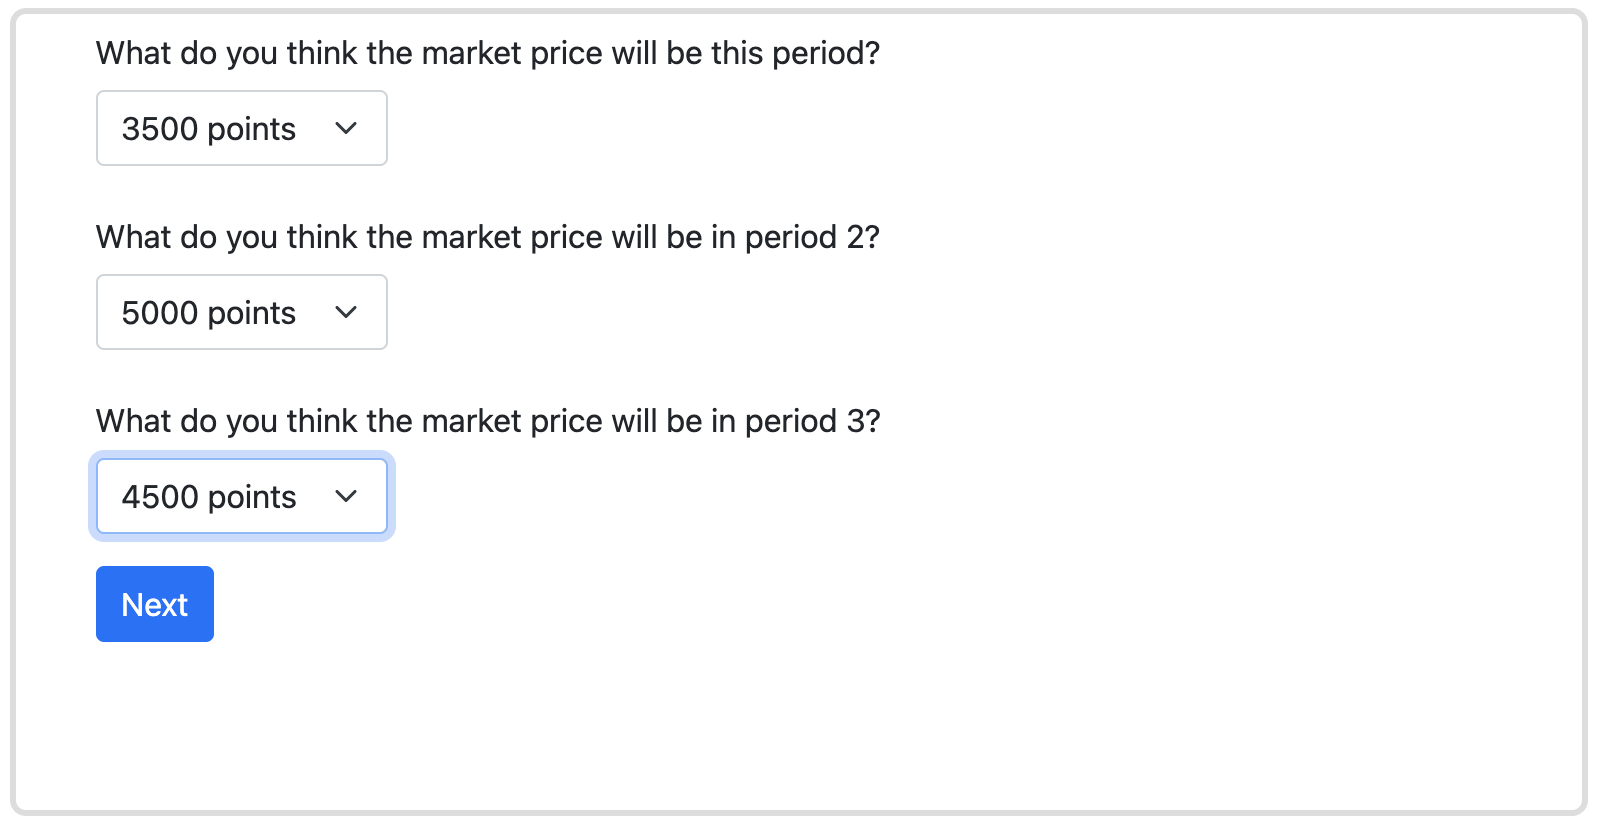 What do you think the market price will be this period?
3500 points
What do you think the market price will be in period 2?
5000 points
What do you think the market price will be in period 3?
4500 points
Next